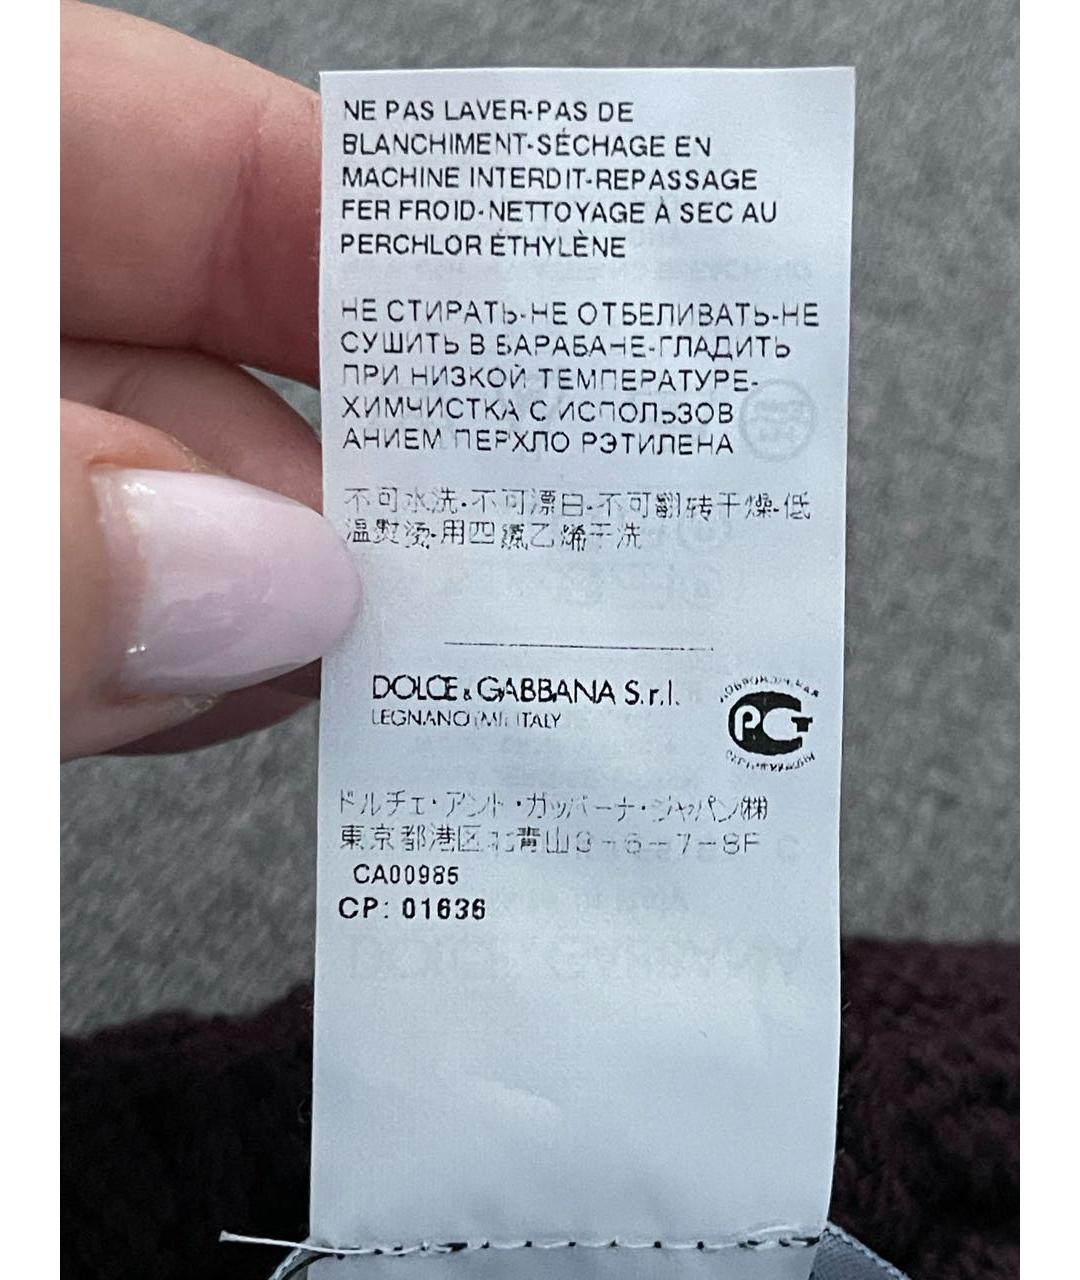 NE PAS LAVER-PAS DE
BLANCHIMENT-SÉCHAGE EN
MACHINE INTERDIT-REPASSAGE
FER FROID-NETTOYAGE À SEC AU
PERCHLOR ÉTHYLÈNE
НЕ СТИРАТЬ-НЕ ОТБЕЛИВАТЬ-НЕ
СУШИТЬ В БАРАБАНЕ-ГЛАДИТЬ
ПРИ НИЗКОЙ ТЕМПЕРАТУРЕ-
ХИМЧИСТКА С ИСПОЛЬЗОВ
АНИЕМ ПЕРХЛО РЭТИЛЕНА
不可水洗-不可漂白-不可翻转干燥-低
温熨烫-用四氯乙烯干洗
DOLCE & GABBANA S.r.l.
LEGNANO (MI) ITALY
ДОБРОВОЛЬНАЯ
РСТ
СЕРТИФИКАЦИЯ
ドルチェ・アンド・ガッバーナ・ジャパン(株)
東京都港区北青山3-6-7-8F
CA00985
CP: 01636